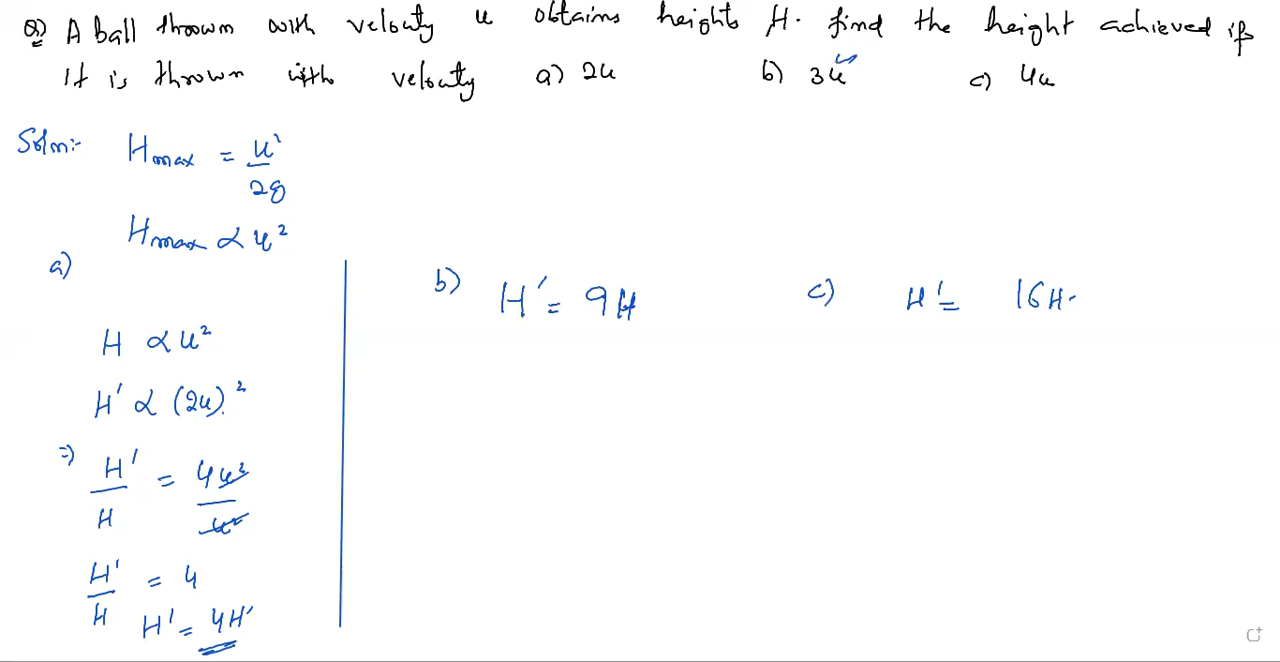 Q) A ball thrown with velocity u obtains heights H. find the height achieved if
it is thrown with velocity a) 2u b) 3u c) 4u
Soln:- Hmax = u²/2g
Hmax ∝ u²
a)
H ∝ u²
H' ∝ (2u)²
=) H'/H = 4u²/u²
H'/H = 4
H' = 4H'
b) H' = 9H
c) H' = 16H.